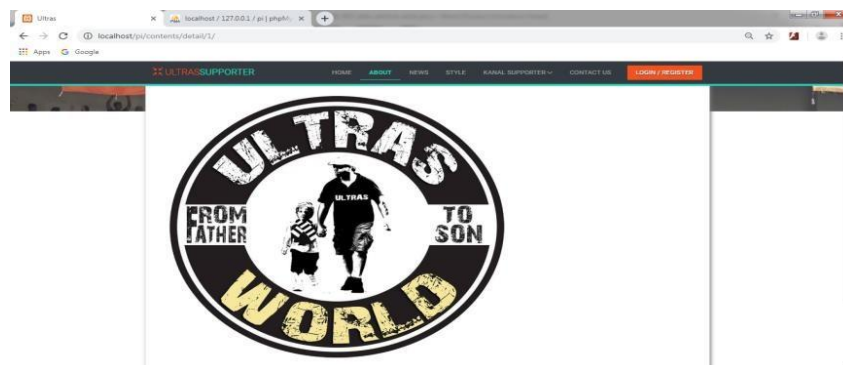 Ultras
localhost / 127.0.0.1 / pi | phpMy
localhost/pi/contents/detail/1/
Apps
Google
ULTRASSUPPORTER
HOME
ABOUT
NEWS
STYLE
KANAL SUPPORTER
CONTACT US
LOGIN / REGISTER
ULTRAS
FROM
FATHER
ULTRAS
TO
SON
WORLD